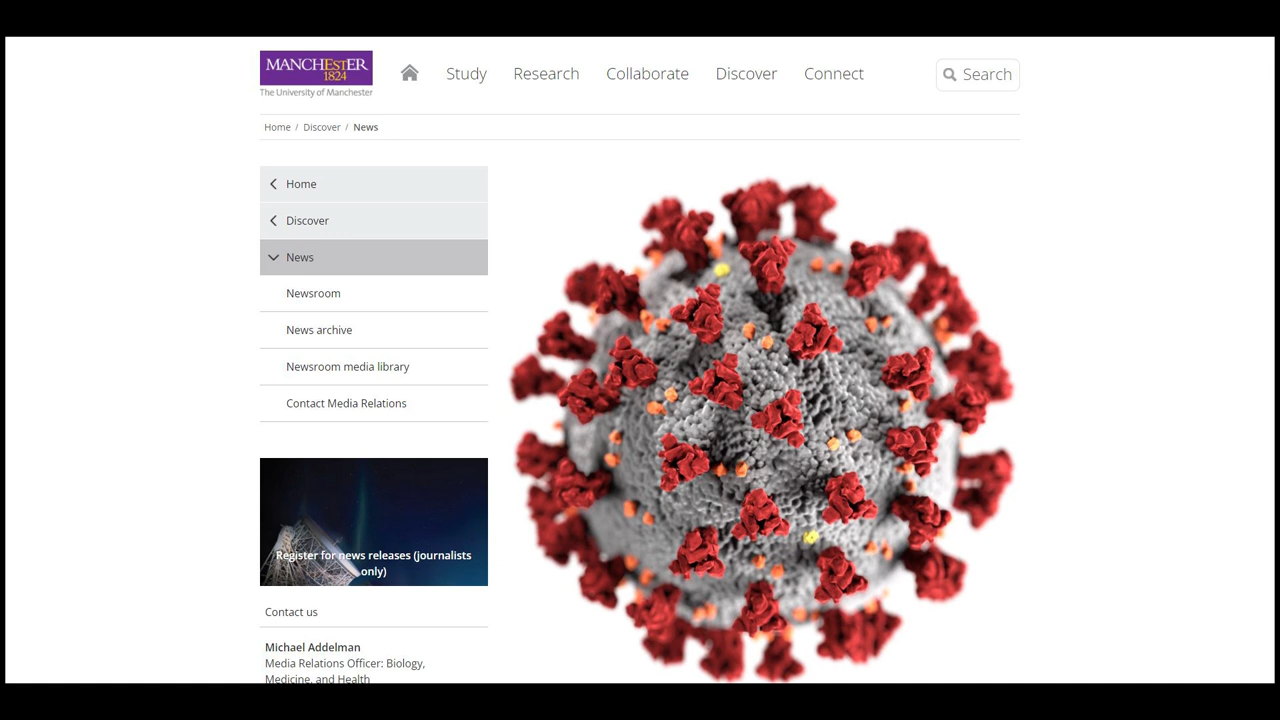 MANCHESTER
1824
The University of Manchester
Study
Research
Collaborate
Discover
Connect
Search
Home / Discover / News
Home
Discover
News
Newsroom
News archive
Newsroom media library
Contact Media Relations
Register for news releases (journalists
only)
Contact us
Michael Addelman
Media Relations Officer: Biology,
Medicine, and Health